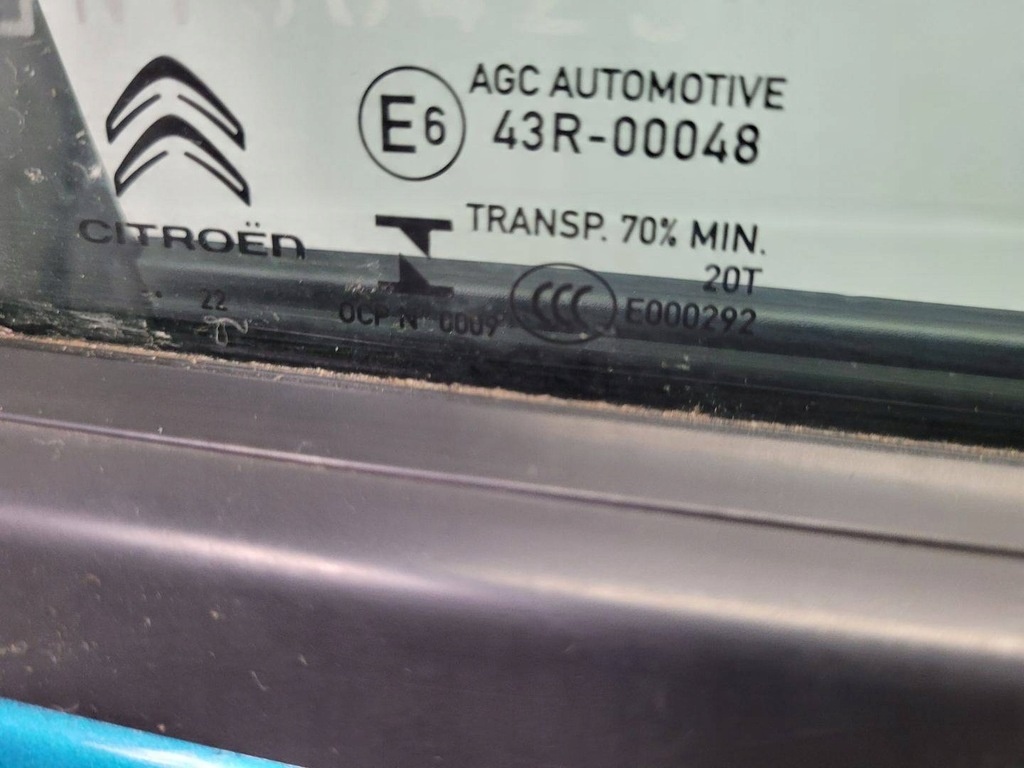 AGC AUTOMOTIVE
E6 43R-00048
CITROËN
TRANSP. 70% MIN.
20T
22
OCP N° 0009 CCC E000292